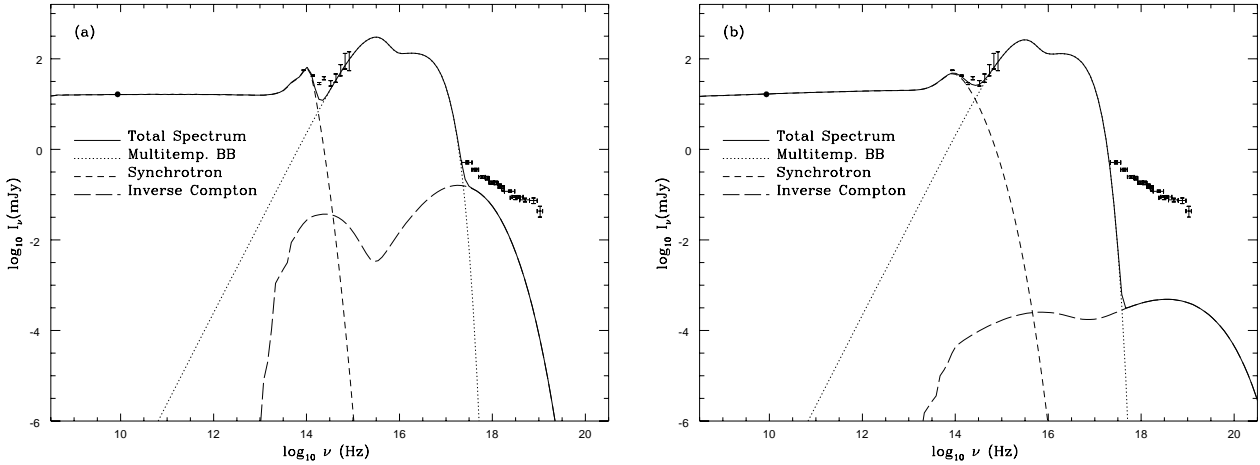 (a)
2
0
-2
-4
-6
Total Spectrum
Multitemp. BB
Synchrotron
Inverse Compton
log10 Iν(mJy)
10 12 14 16 18 20
log10 ν (Hz)
(b)
2
0
-2
-4
-6
Total Spectrum
Multitemp. BB
Synchrotron
Inverse Compton
log10 Iν(mJy)
10 12 14 16 18 20
log10 ν (Hz)